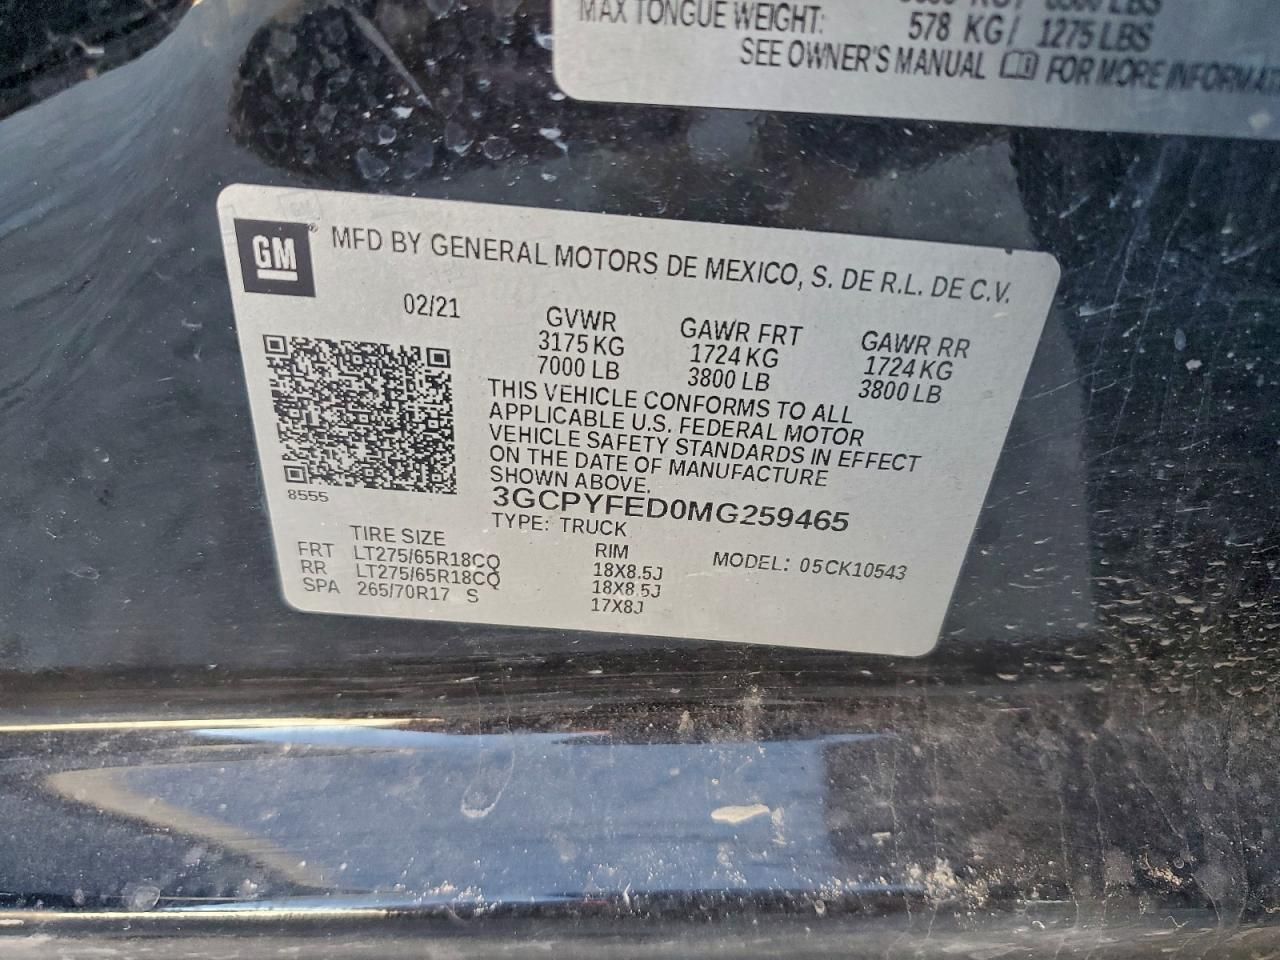 MAX TONGUE WEIGHT: 578 KG/ 1275 LBS
SEE OWNER'S MANUAL FOR MORE
GM
MFD BY GENERAL MOTORS DE MEXICO, S. DE R.L. DE C.V.
02/21
GVWR GAWR FRT GAWR RR
3175 KG 1724 KG 1724 KG
7000 LB 3800 LB 3800 LB
THIS VEHICLE CONFORMS TO ALL
APPLICABLE U.S. FEDERAL MOTOR
VEHICLE SAFETY STANDARDS IN EFFECT
ON THE DATE OF MANUFACTURE
SHOWN ABOVE.
8555
3GCPYFED0MG259465
TYPE: TRUCK
MODEL: 05CK10543
TIRE SIZE RIM
FRT LT275/65R18CQ 18X8.5J
RR LT275/65R18CQ 18X8.5J
SPA 265/70R17 S 17X8J